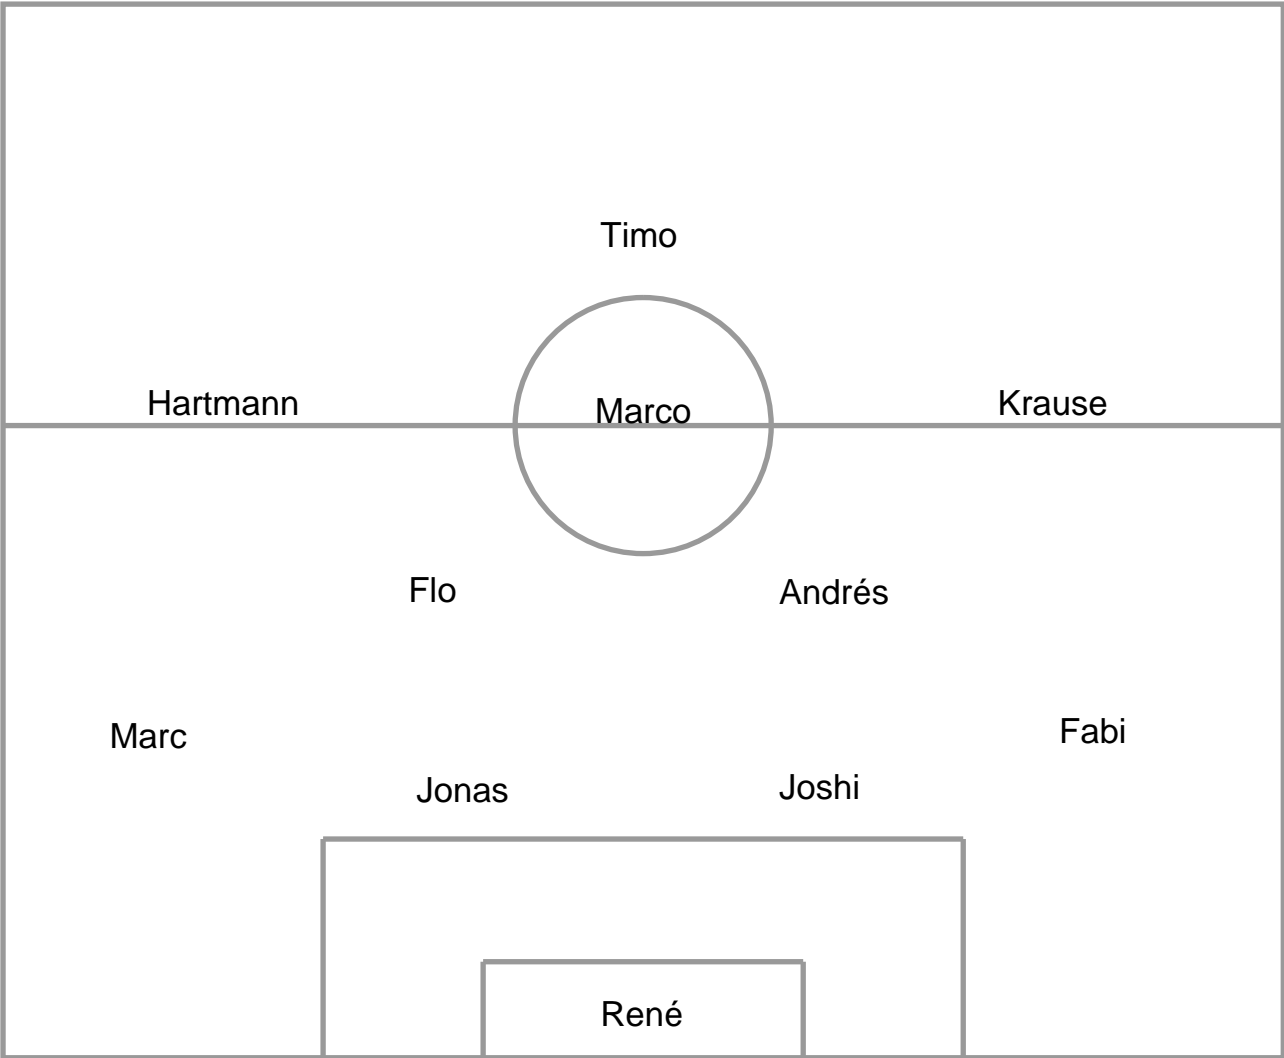 Timo
Hartmann Marco Krause
Flo Andrés
Marc Fabi
Jonas Joshi
René